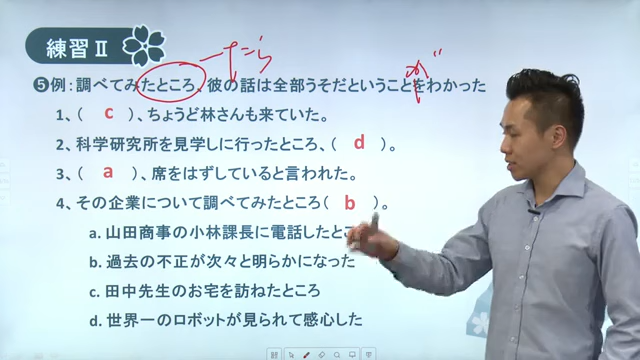 練習Ⅱ
❺例：調べてみたところ、彼の話は全部うそだということをわかった
たら
が
1、（ c ）、ちょうど林さんも来ていた。
2、科学研究所を見学しに行ったところ、（ d ）。
3、（ a ）、席をはずしていると言われた。
4、その企業について調べてみたところ（ b ）。
a. 山田商事の小林課長に電話したとこ
b. 過去の不正が次々と明らかになった
c. 田中先生のお宅を訪ねたところ
d. 世界一のロボットが見られて感心した